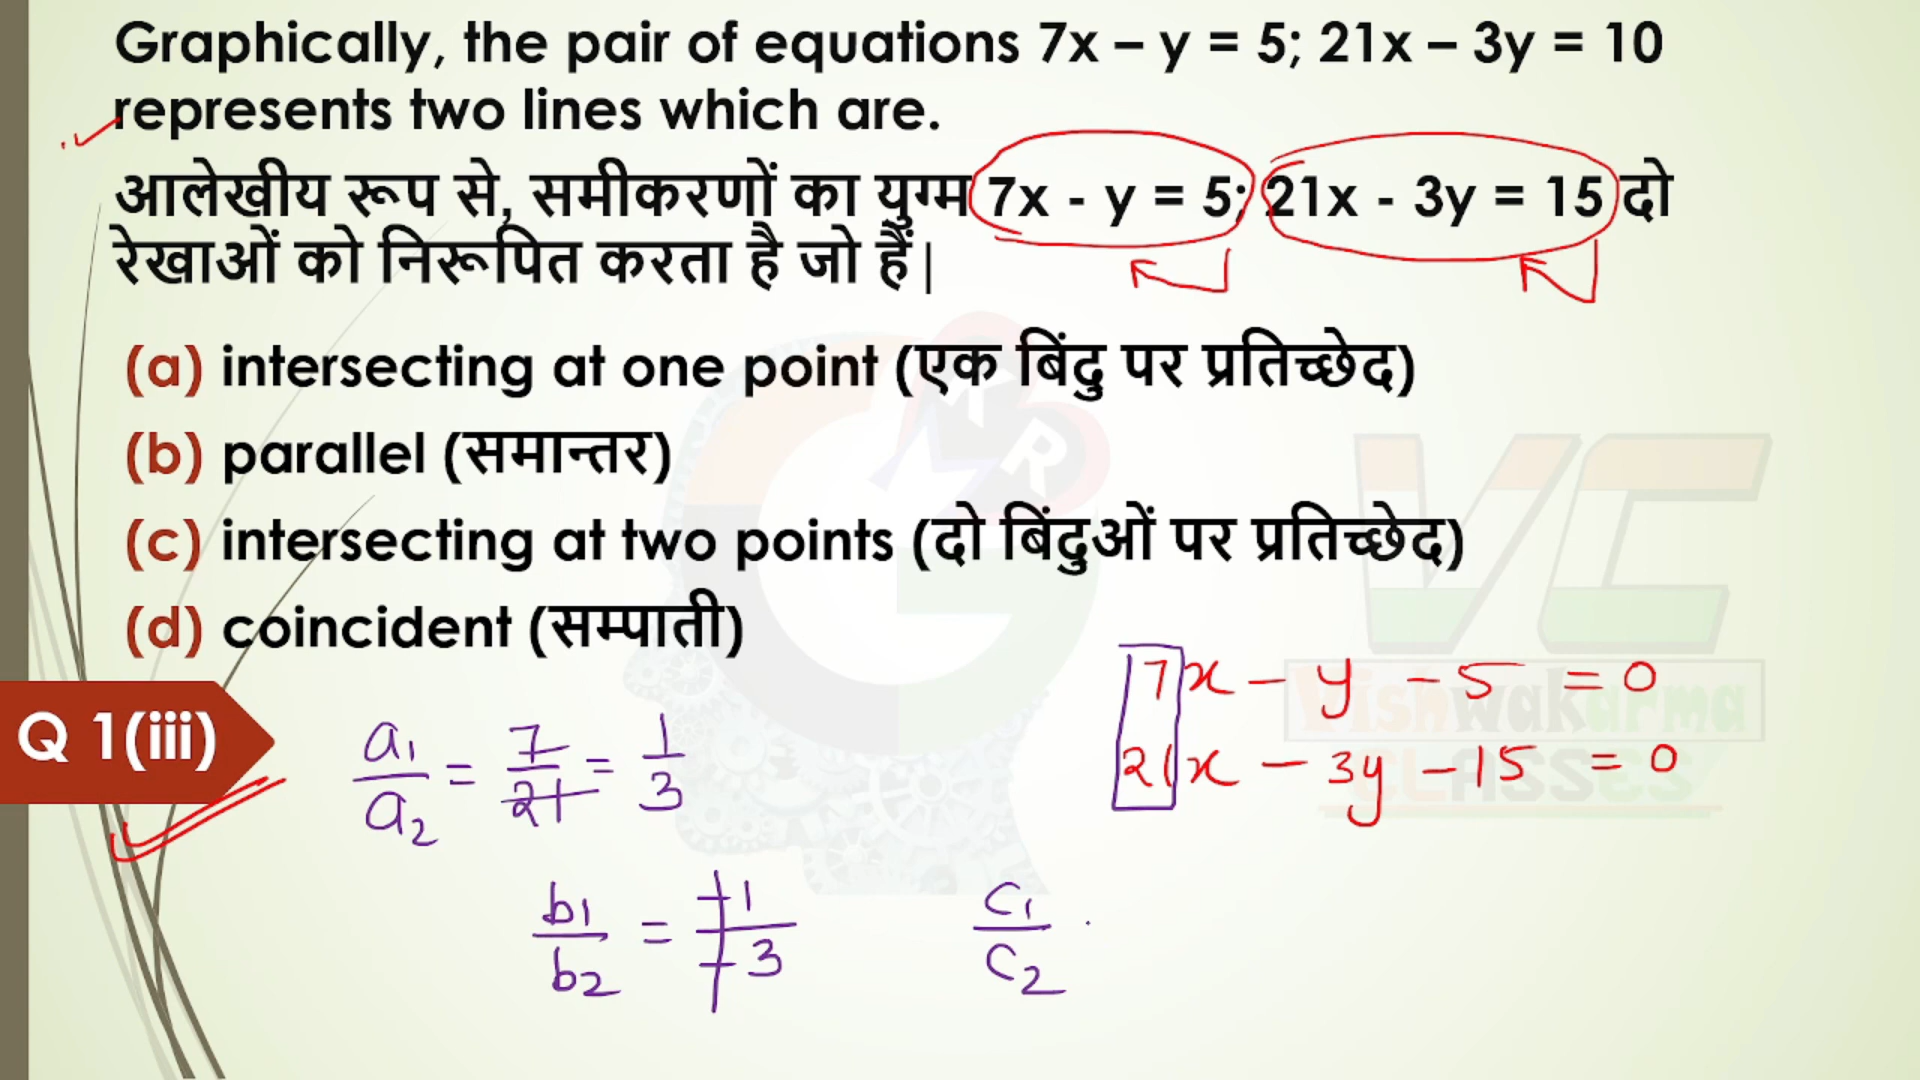 Graphically, the pair of equations 7x – y = 5; 21x – 3y = 10
represents two lines which are.
आलेखीय रूप से, समीकरणों का युग्म 7x - y = 5; 21x - 3y = 15 दो
रेखाओं को निरूपित करता है जो हैं|
(a) intersecting at one point (एक बिंदु पर प्रतिच्छेद)
(b) parallel (समान्तर)
(c) intersecting at two points (दो बिंदुओं पर प्रतिच्छेद)
(d) coincident (सम्पाती)
Q 1(iii)
7x - y - 5 = 0
21x - 3y - 15 = 0
a1/a2 = 7/21 = 1/3
b1/b2 = -1/-3
c1/c2
M R
G
VC
Vishwakarma
CLASSES